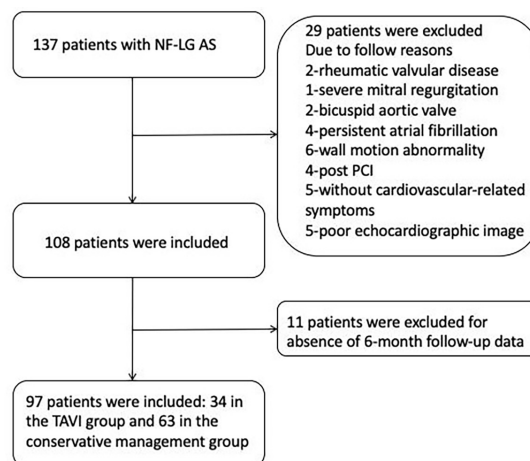 137 patients with NF-LG AS
29 patients were excluded
Due to follow reasons
2-rheumatic valvular disease
1-severe mitral regurgitation
2-bicuspid aortic valve
4-persistent atrial fibrillation
6-wall motion abnormality
4-post PCI
5-without cardiovascular-related
symptoms
5-poor echocardiographic image
108 patients were included
11 patients were excluded for
absence of 6-month follow-up data
97 patients were included: 34 in
the TAVI group and 63 in the
conservative management group